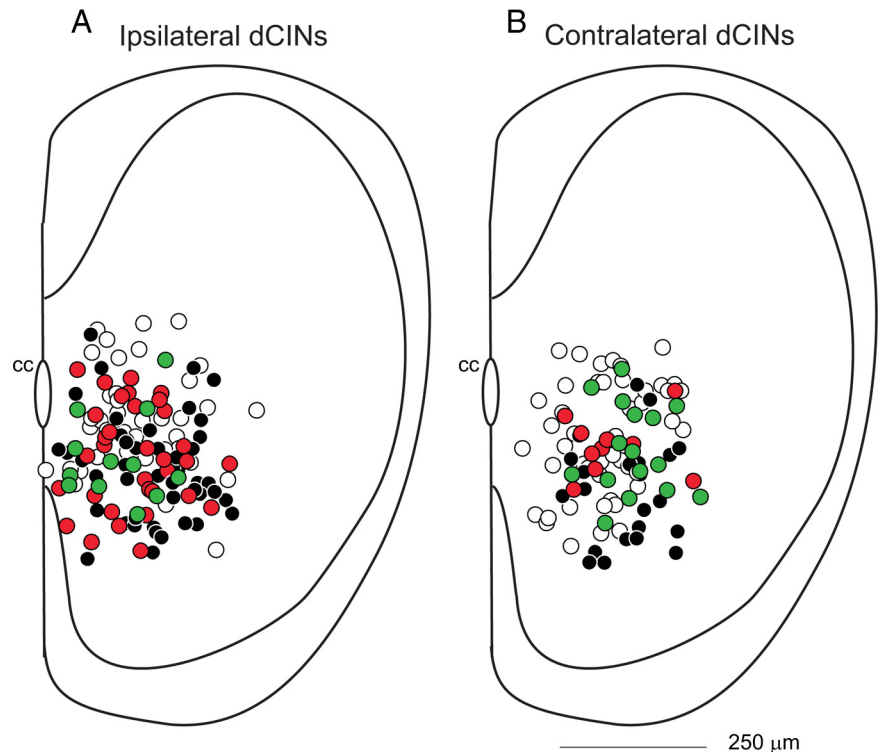 A
Ipsilateral dCINs
B
Contralateral dCINs
cc
cc
250 μm